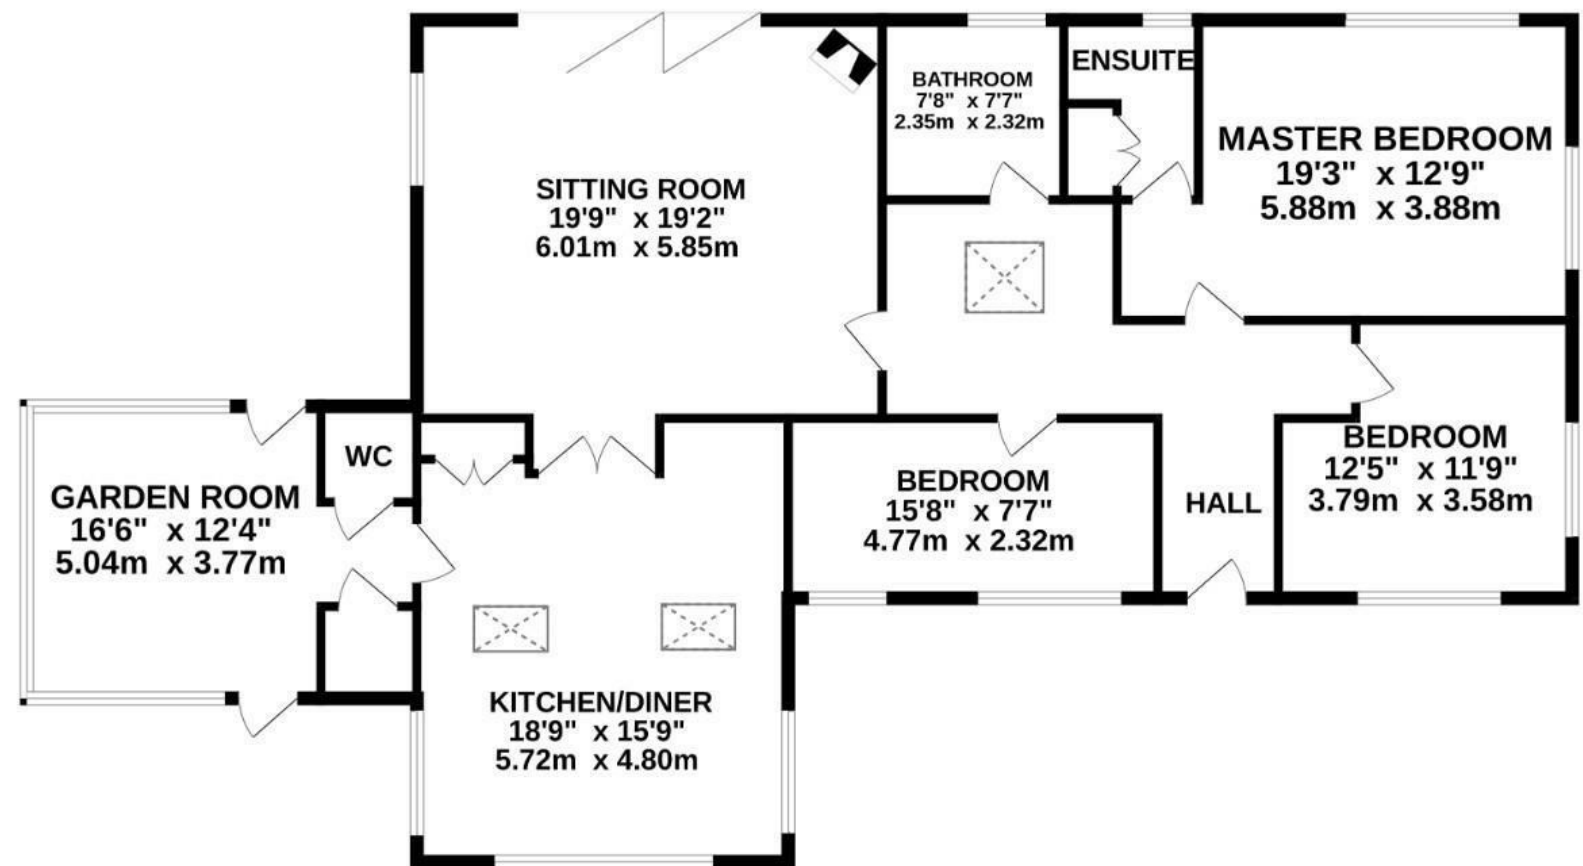 BATHROOM
7'8" x 7'7"
2.35m x 2.32m
ENSUITE
MASTER BEDROOM
19'3" x 12'9"
5.88m x 3.88m
SITTING ROOM
19'9" x 19'2"
6.01m x 5.85m
WC
GARDEN ROOM
16'6" x 12'4"
5.04m x 3.77m
BEDROOM
15'8" x 7'7"
4.77m x 2.32m
HALL
BEDROOM
12'5" x 11'9"
3.79m x 3.58m
KITCHEN/DINER
18'9" x 15'9"
5.72m x 4.80m